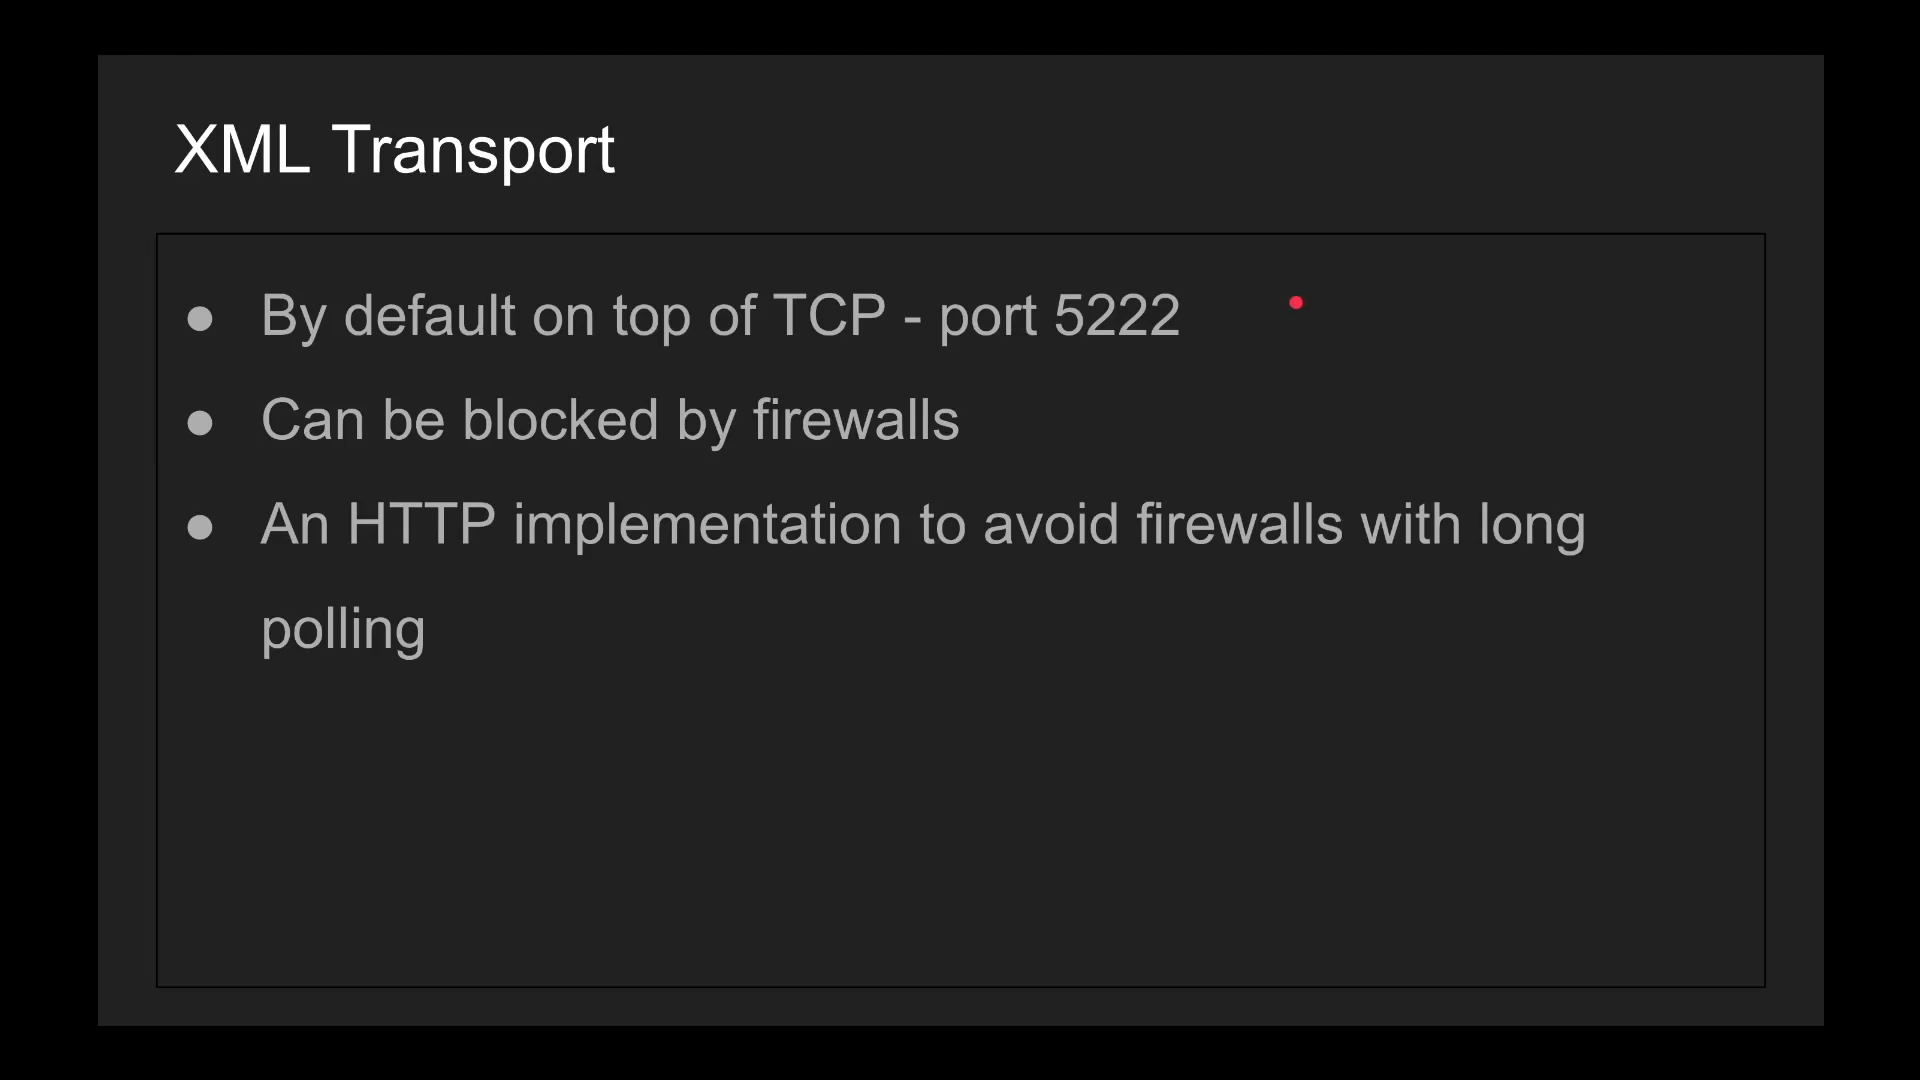 XML Transport
● By default on top of TCP - port 5222
● Can be blocked by firewalls
● An HTTP implementation to avoid firewalls with long
polling